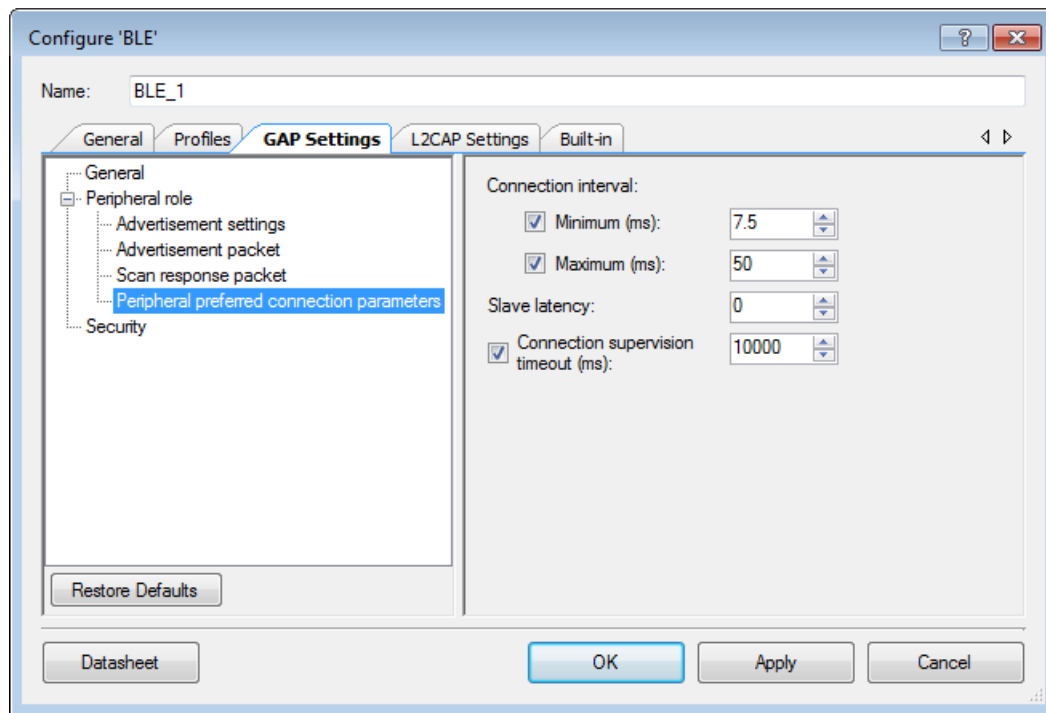 Configure 'BLE'
Name: BLE_1
General Profiles GAP Settings L2CAP Settings Built-in
General
Peripheral role
Advertisement settings
Advertisement packet
Scan response packet
Peripheral preferred connection parameters
Security
Restore Defaults
Connection interval:
Minimum (ms): 7.5
Maximum (ms): 50
Slave latency: 0
Connection supervision
timeout (ms): 10000
Datasheet OK Apply Cancel